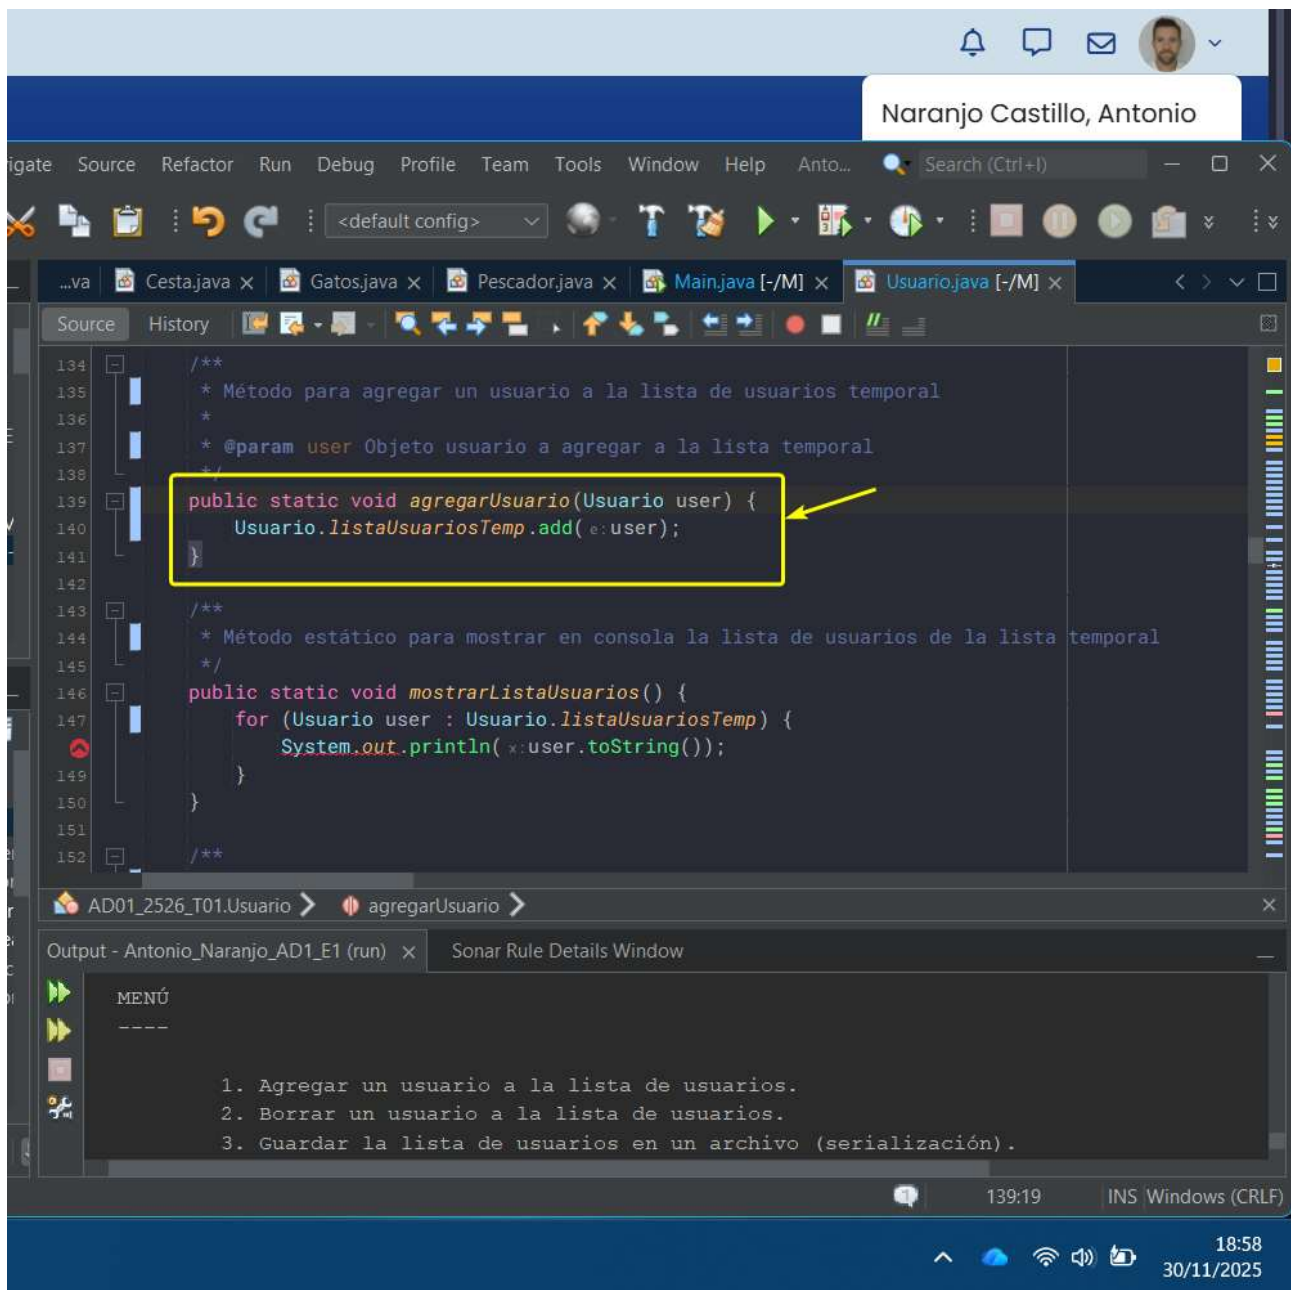 Naranjo Castillo, Antonio
Source Refactor Run Debug Profile Team Tools Window Help Anto... Search (Ctrl+I)
<default config>
...va Cesta.java Gatos.java Pescador.java Main.java [-/M] Usuario.java [-/M]
Source History
134 /**
135 * Método para agregar un usuario a la lista de usuarios temporal
136 *
137 * @param user Objeto usuario a agregar a la lista temporal
138 */
139 public static void agregarUsuario(Usuario user) {
140 Usuario.listaUsuariosTemp.add( e: user);
141 }
142
143 /**
144 * Método estático para mostrar en consola la lista de usuarios de la lista temporal
145 */
146 public static void mostrarListaUsuarios() {
147 for (Usuario user : Usuario.listaUsuariosTemp) {
System.out.println( x: user.toString());
149 }
150 }
151
152 /**
AD01_2526_T01.Usuario agregarUsuario
Output - Antonio_Naranjo_AD1_E1 (run) Sonar Rule Details Window
MENÚ
----
1. Agregar un usuario a la lista de usuarios.
2. Borrar un usuario a la lista de usuarios.
3. Guardar la lista de usuarios en un archivo (serialización).
1 139:19 INS Windows (CRLF)
18:58
30/11/2025